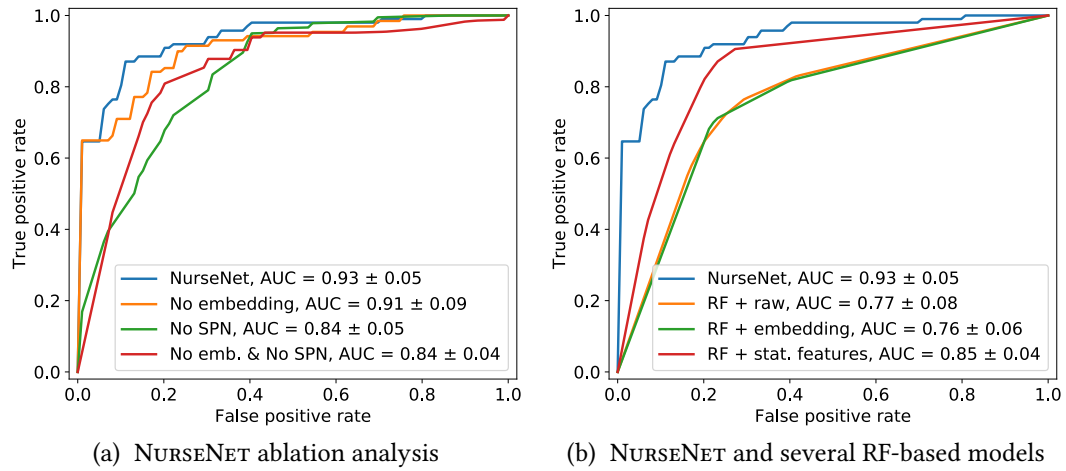 1.0
0.8
0.6
0.4
0.2
0.0
True positive rate
NurseNet, AUC = 0.93 ± 0.05
No embedding, AUC = 0.91 ± 0.09
No SPN, AUC = 0.84 ± 0.05
No emb. & No SPN, AUC = 0.84 ± 0.04
0.0 0.2 0.4 0.6 0.8 1.0
False positive rate
(a) NurseNet ablation analysis
1.0
0.8
0.6
0.4
0.2
0.0
True positive rate
NurseNet, AUC = 0.93 ± 0.05
RF + raw, AUC = 0.77 ± 0.08
RF + embedding, AUC = 0.76 ± 0.06
RF + stat. features, AUC = 0.85 ± 0.04
0.0 0.2 0.4 0.6 0.8 1.0
False positive rate
(b) NurseNet and several RF-based models